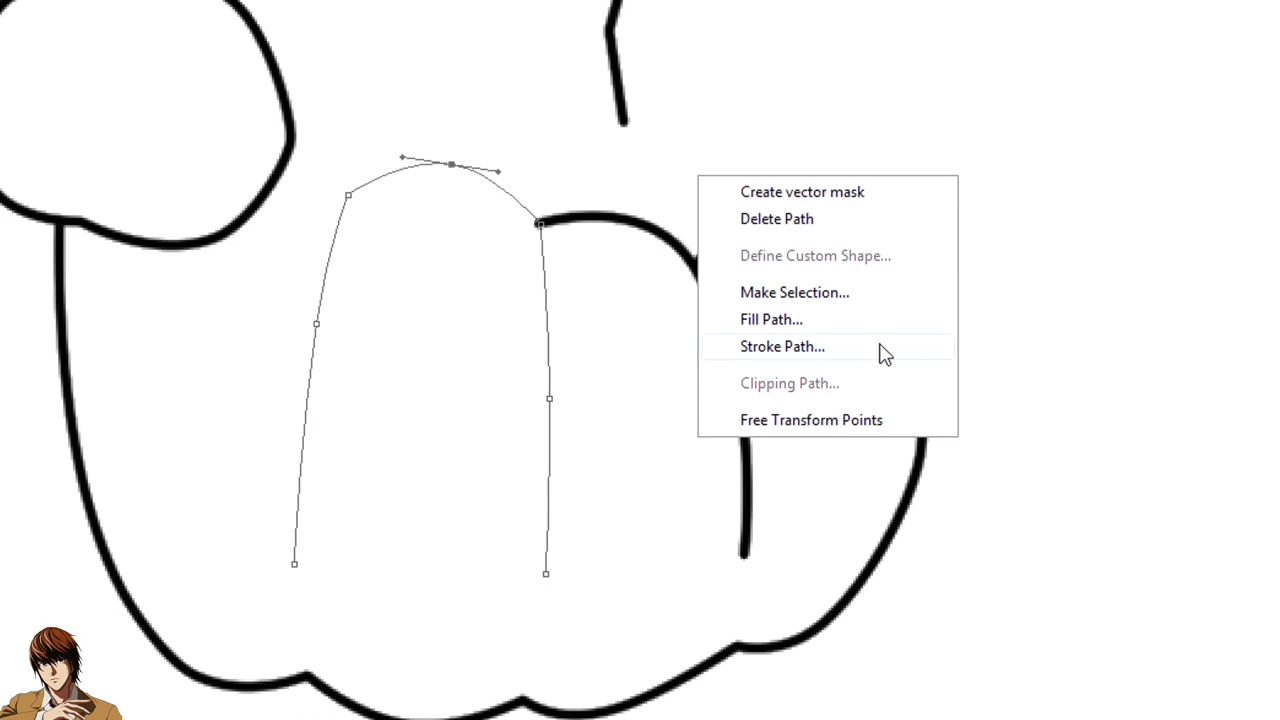 Create vector mask
Delete Path
Define Custom Shape...
Make Selection...
Fill Path...
Stroke Path...
Clipping Path...
Free Transform Points